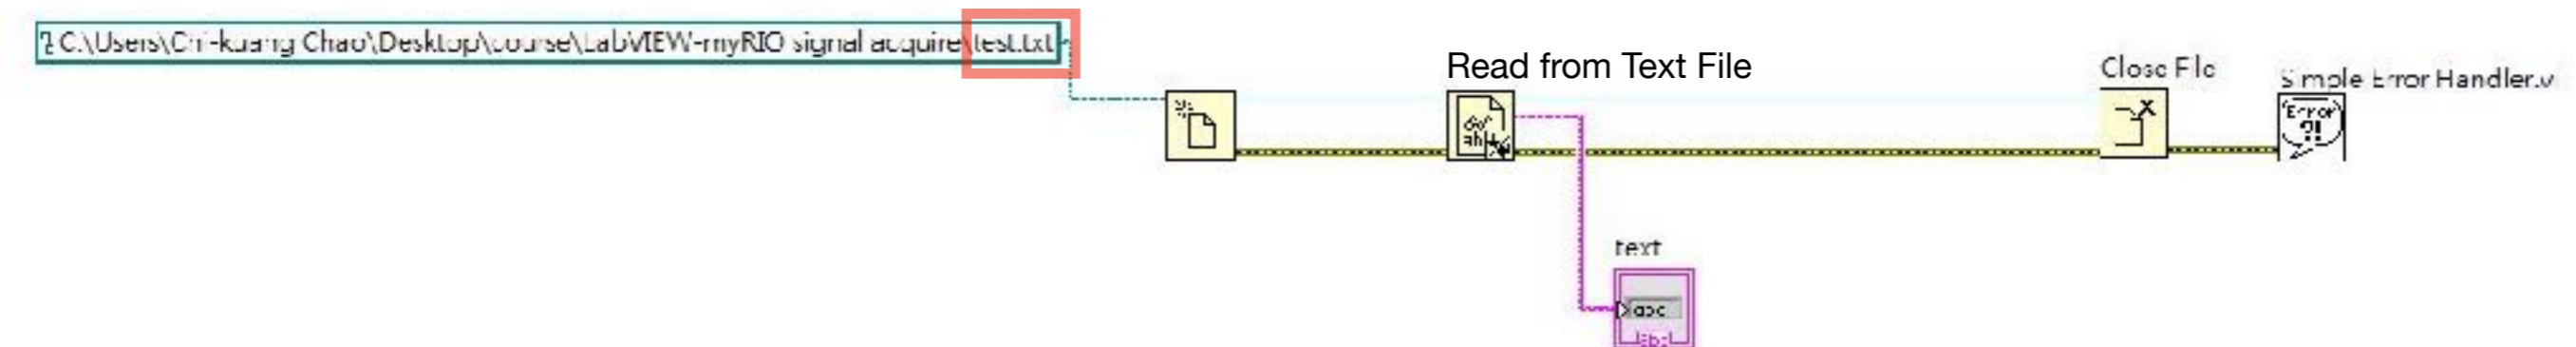 C:\Users\Chi-kuang Chao\Desktop\course\LabVIEW-myRIO signal acquire\test.txt
Read from Text File
Close File
Simple Error Handler.vi
Error
?!
text
abc